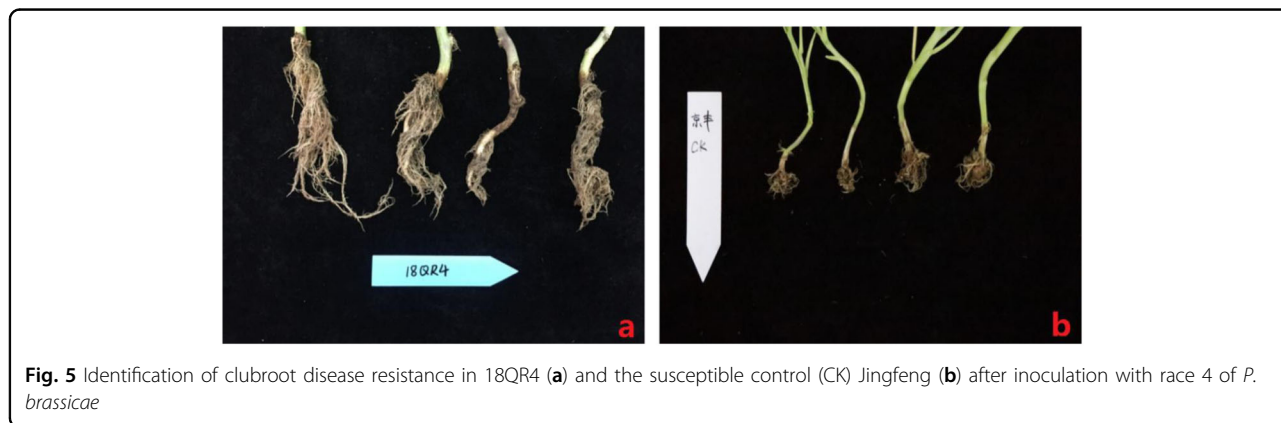 18QR4
a
京丰
CK
b
Fig. 5 Identification of clubroot disease resistance in 18QR4 (a) and the susceptible control (CK) Jingfeng (b) after inoculation with race 4 of P.
brassicae